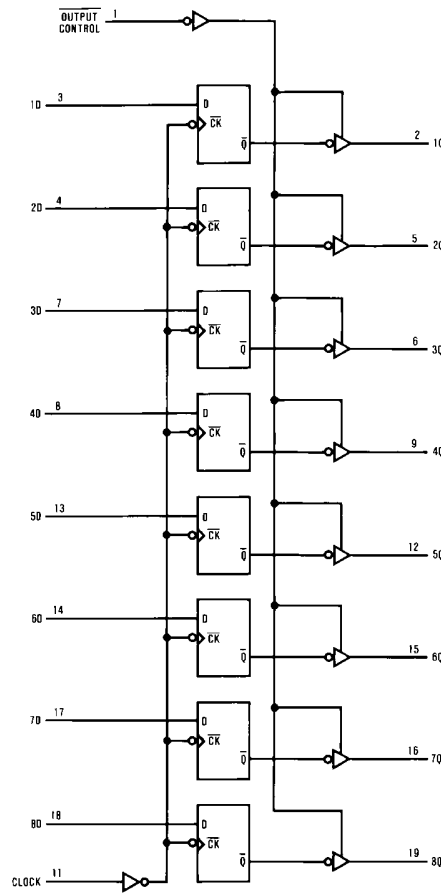 OUTPUT
CONTROL
1
1D 3
D
CK
Q
2
1Q
2D 4
D
CK
Q
5
2Q
3D 7
D
CK
Q
6
3Q
4D 8
D
CK
Q
9
4Q
5D 13
D
CK
Q
12
5Q
6D 14
D
CK
Q
15
6Q
7D 17
D
CK
Q
16
7Q
8D 18
D
CK
Q
19
8Q
CLOCK 11